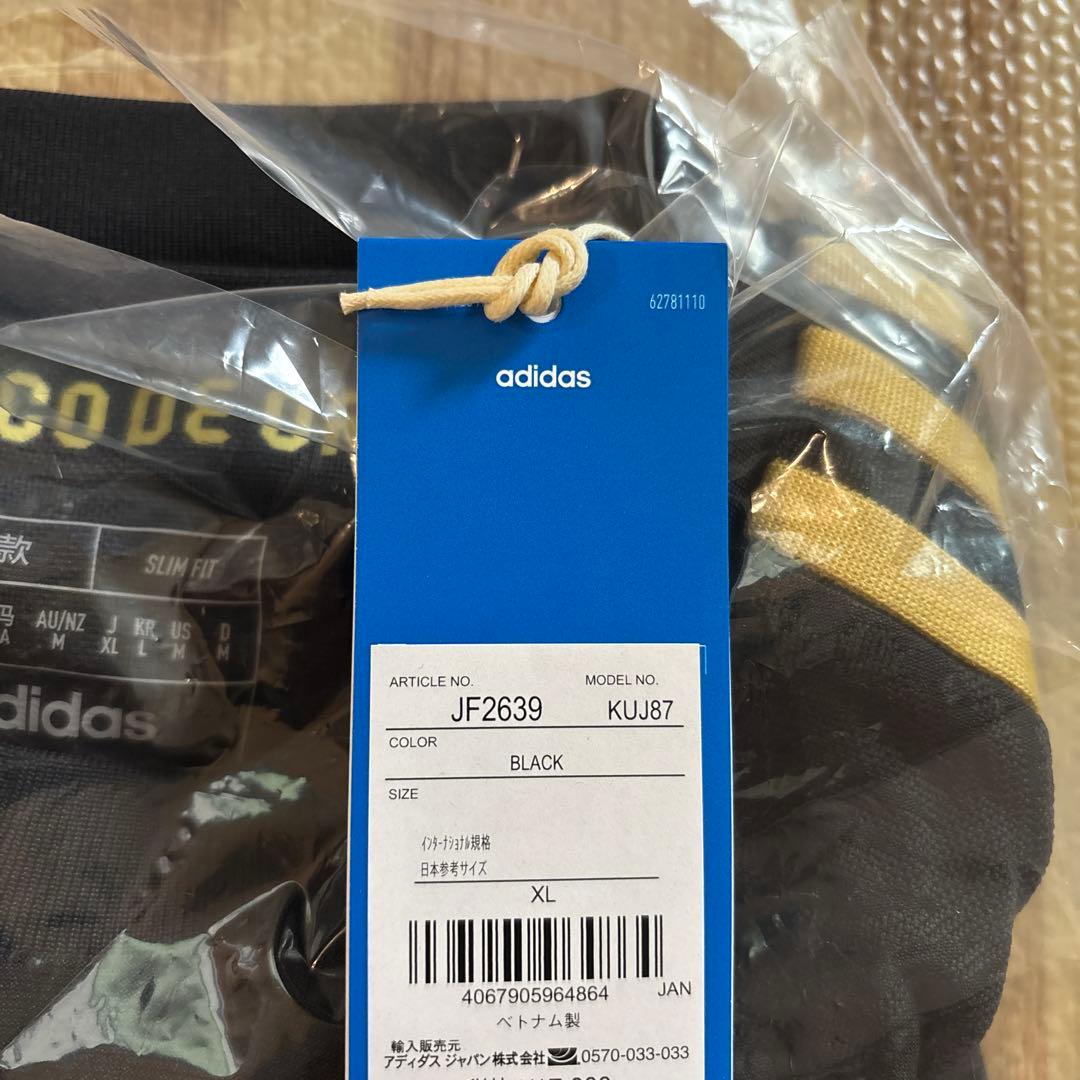 62781110
adidas
CODE
款
SLIM FIT
AU/NZ J KR US D
M XL L M M
adidas
ARTICLE NO. MODEL NO.
JF2639 KUJ87
COLOR
BLACK
SIZE
インターナショナル規格
日本参考サイズ
XL
4067905964864 JAN
ベトナム製
輸入販売元
アディダス ジャパン株式会社 0570-033-033